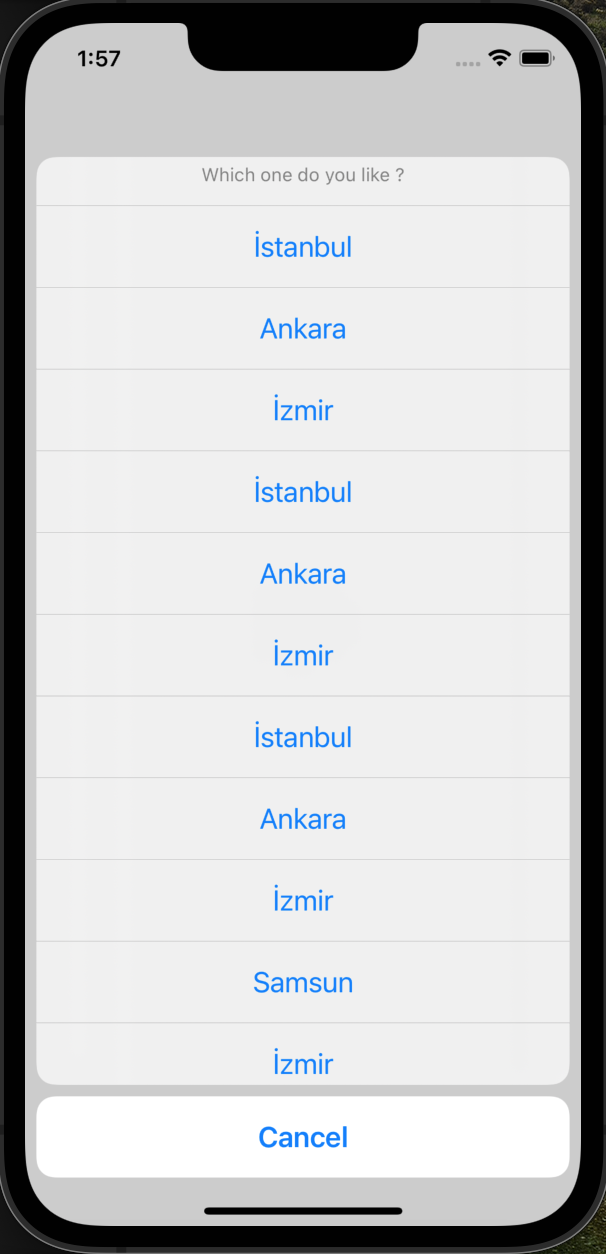 1:57
Which one do you like ?
İstanbul
Ankara
İzmir
İstanbul
Ankara
İzmir
İstanbul
Ankara
İzmir
Samsun
İzmir
Cancel